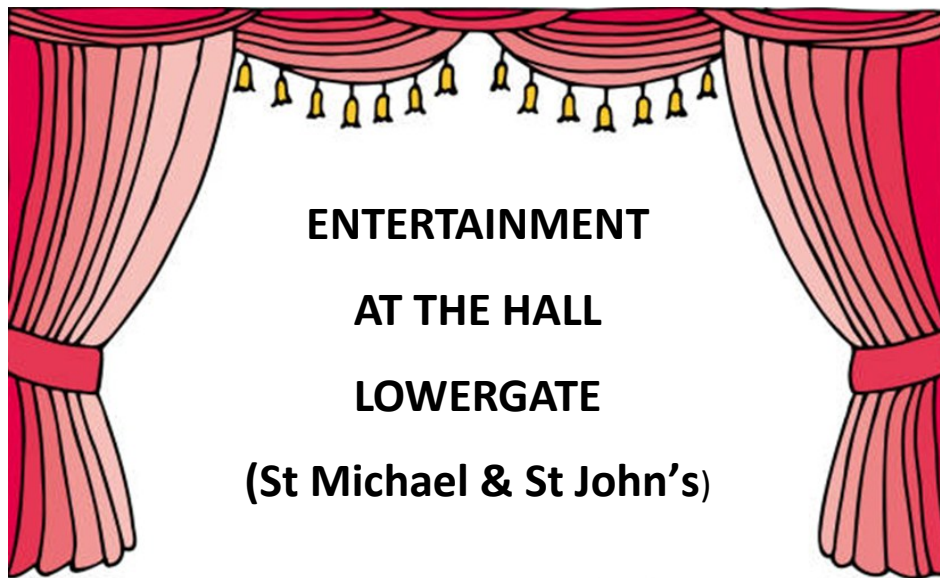 ENTERTAINMENT
AT THE HALL
LOWERGATE
(St Michael & St John’s)